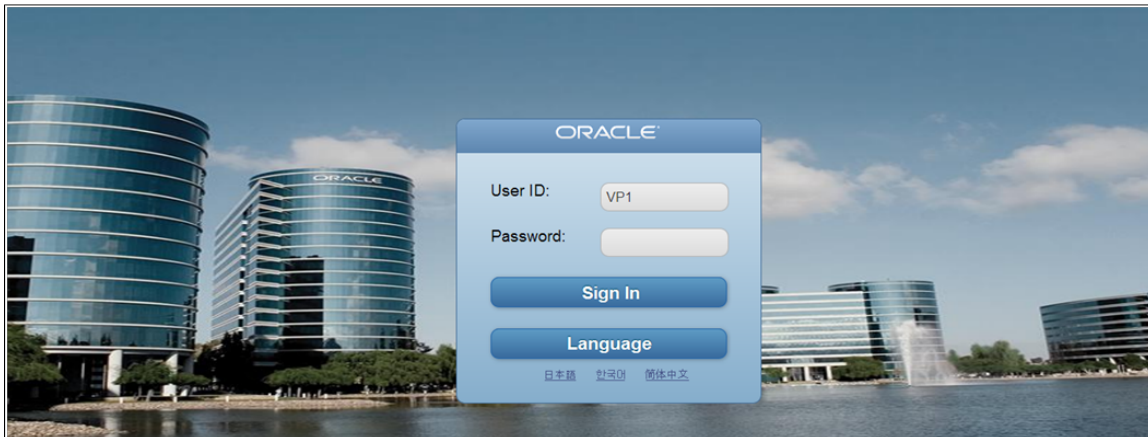 ORACLE
ORACLE
User ID:
VP1
Password:
Sign In
Language
日本語 한국어 简体中文